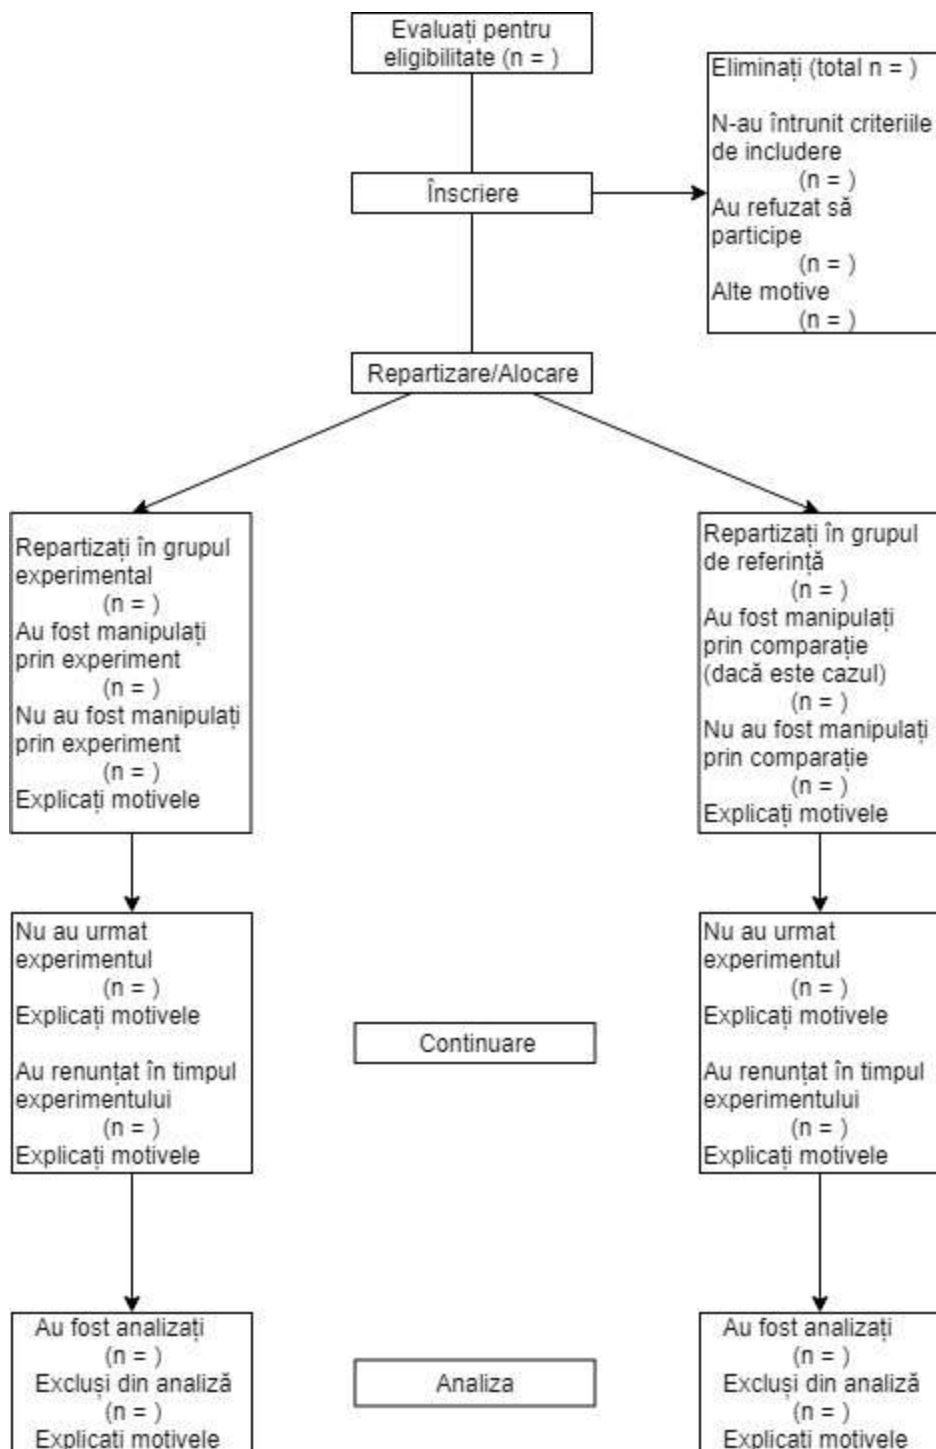 Evaluați pentru
eligibilitate (n = )
Eliminați (total n = )
N-au întrunit criteriile
de includere
(n = )
Au refuzat să
participe
(n = )
Alte motive
(n = )
Înscriere
Repartizare/Alocare
Repartizați în grupul
experimental
(n = )
Au fost manipulați
prin experiment
(n = )
Nu au fost manipulați
prin experiment
(n = )
Explicați motivele
Repartizați în grupul
de referință
(n = )
Au fost manipulați
prin comparație
(dacă este cazul)
(n = )
Nu au fost manipulați
prin comparație
(n = )
Explicați motivele
Nu au urmat
experimentul
(n = )
Explicați motivele
Au renunțat în timpul
experimentului
(n = )
Explicați motivele
Continuare
Nu au urmat
experimentul
(n = )
Explicați motivele
Au renunțat în timpul
experimentului
(n = )
Explicați motivele
Au fost analizați
(n = )
Excluși din analiză
(n = )
Explicați motivele
Analiza
Au fost analizați
(n = )
Excluși din analiză
(n = )
Explicați motivele